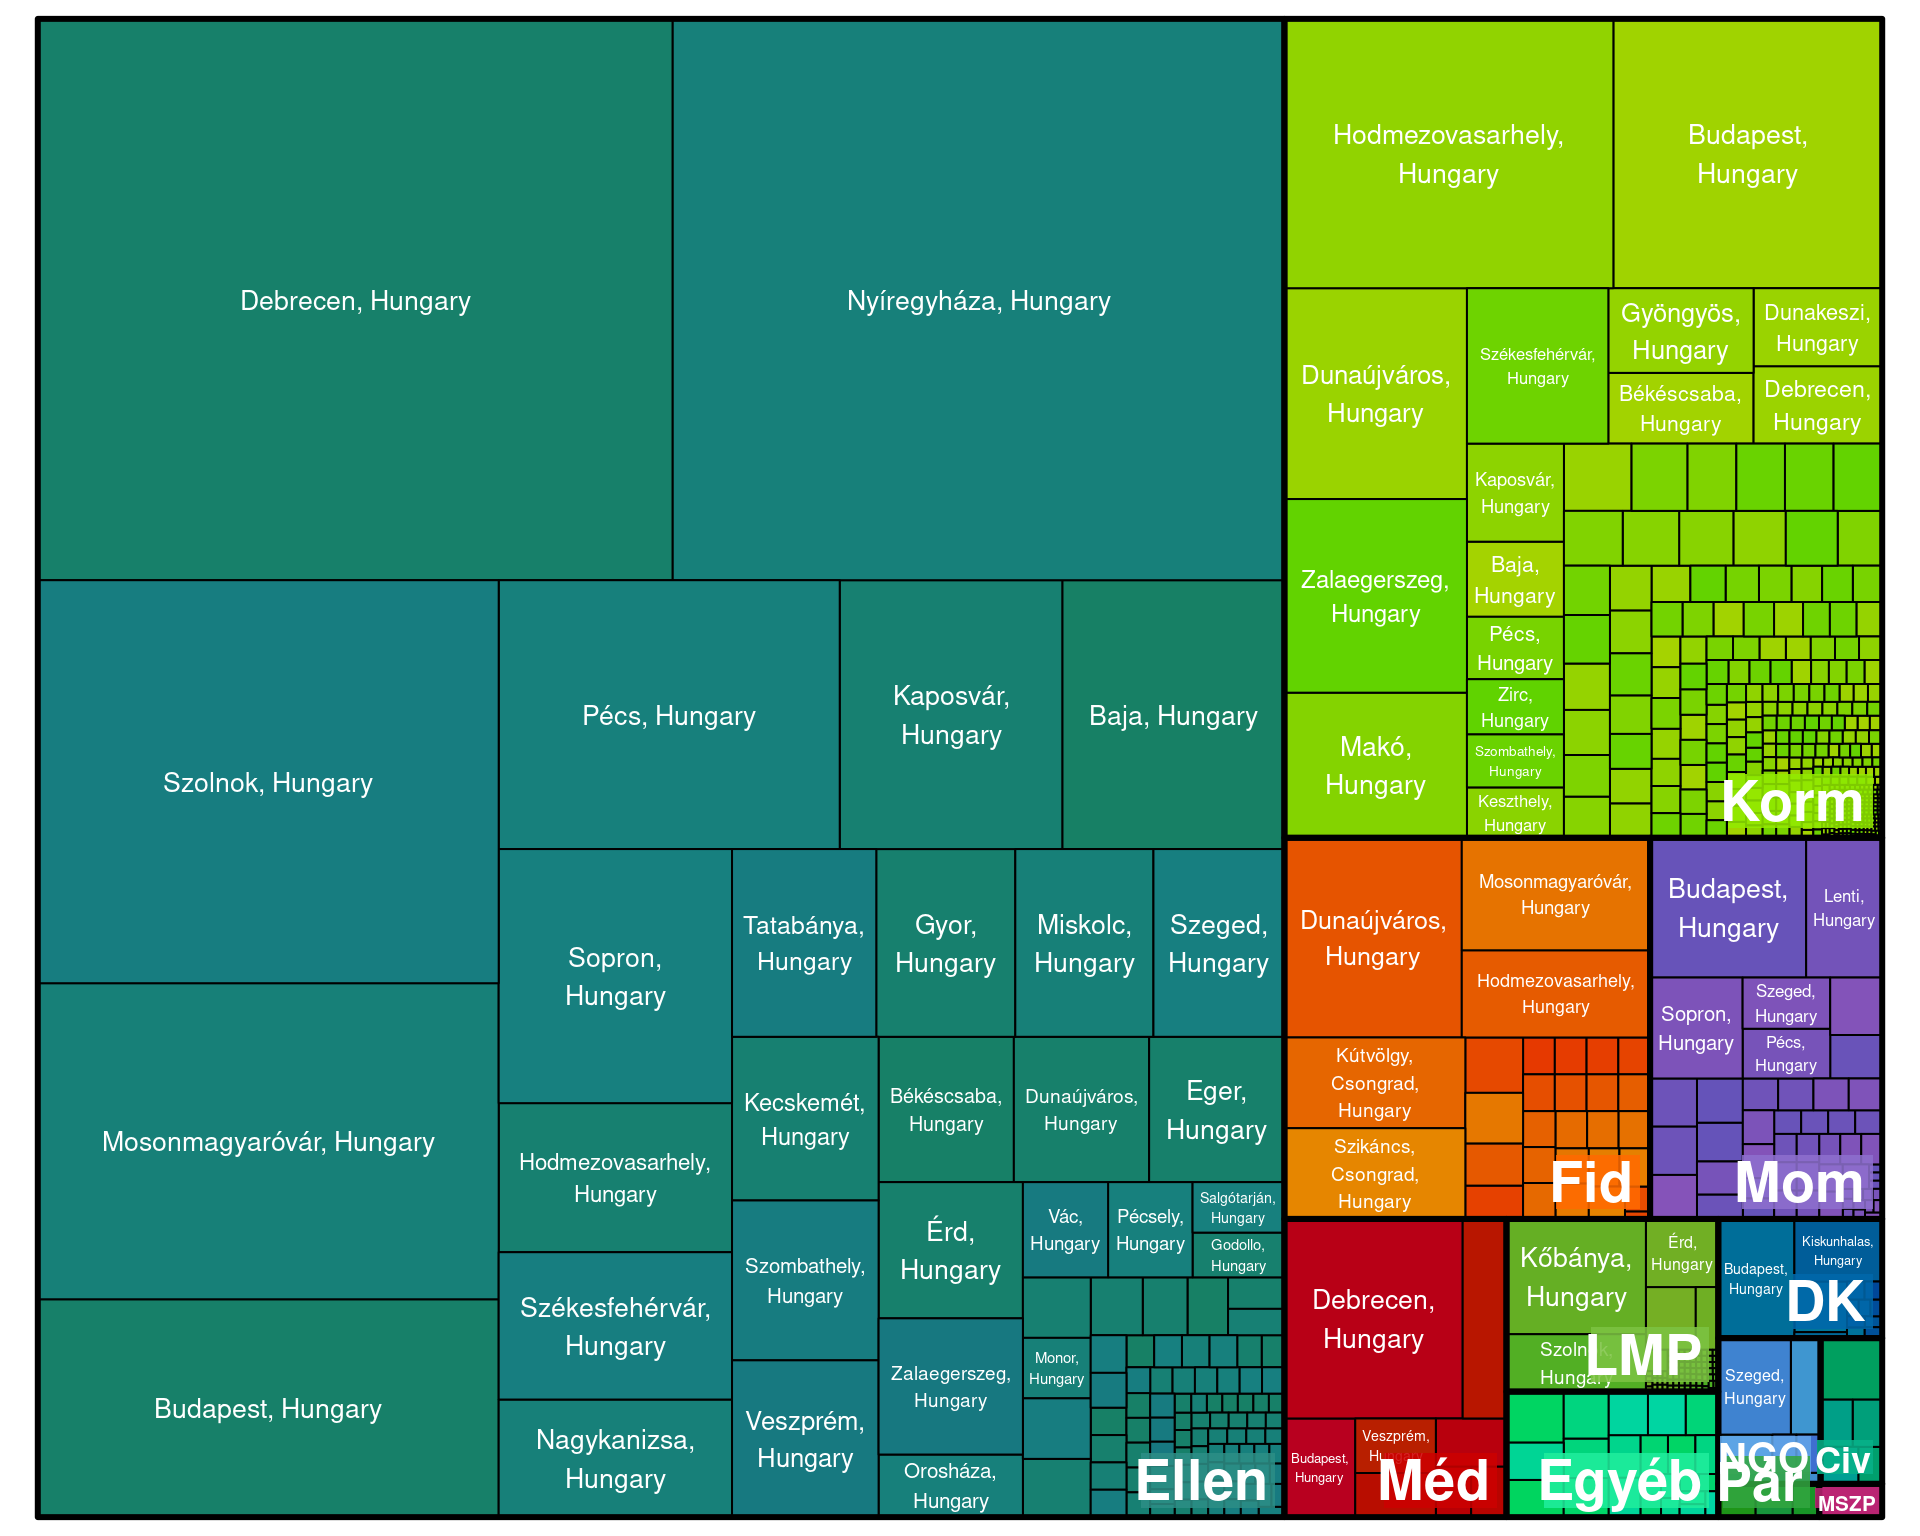 Debrecen, Hungary
Nyíregyháza, Hungary
Szolnok, Hungary
Pécs, Hungary
Kaposvár,
Hungary
Baja, Hungary
Mosonmagyaróvár, Hungary
Budapest, Hungary
Sopron,
Hungary
Tatabánya,
Hungary
Gyor,
Hungary
Miskolc,
Hungary
Szeged,
Hungary
Hodmezovasarhely,
Hungary
Székesfehérvár,
Hungary
Nagykanizsa,
Hungary
Kecskemét,
Hungary
Békéscsaba,
Hungary
Dunaújváros,
Hungary
Eger,
Hungary
Szombathely,
Hungary
Veszprém,
Hungary
Érd,
Hungary
Vác,
Hungary
Pécsely,
Hungary
Salgótarján,
Hungary
Godollo,
Hungary
Zalaegerszeg,
Hungary
Monor,
Hungary
Orosháza,
Hungary
Ellen
Hodmezovasarhely,
Hungary
Budapest,
Hungary
Dunaújváros,
Hungary
Székesfehérvár,
Hungary
Gyöngyös,
Hungary
Dunakeszi,
Hungary
Békéscsaba,
Hungary
Debrecen,
Hungary
Zalaegerszeg,
Hungary
Kaposvár,
Hungary
Baja,
Hungary
Pécs,
Hungary
Zirc,
Hungary
Makó,
Hungary
Szombathely,
Hungary
Keszthely,
Hungary
Korm
Dunaújváros,
Hungary
Mosonmagyaróvár,
Hungary
Hodmezovasarhely,
Hungary
Kútvölgy,
Csongrad,
Hungary
Szikáncs,
Csongrad,
Hungary
Fid
Budapest,
Hungary
Lenti,
Hungary
Sopron,
Hungary
Szeged,
Hungary
Pécs,
Hungary
Mom
Debrecen,
Hungary
Budapest,
Hungary
Veszprém,
Hungary
Méd
Kőbánya,
Hungary
Érd,
Hungary
Szolnok,
Hungary
LMP
Budapest,
Hungary
Kiskunhalas,
Hungary
DK
Szeged,
Hungary
NGO
Civ
Egyéb
Pár
MSZP